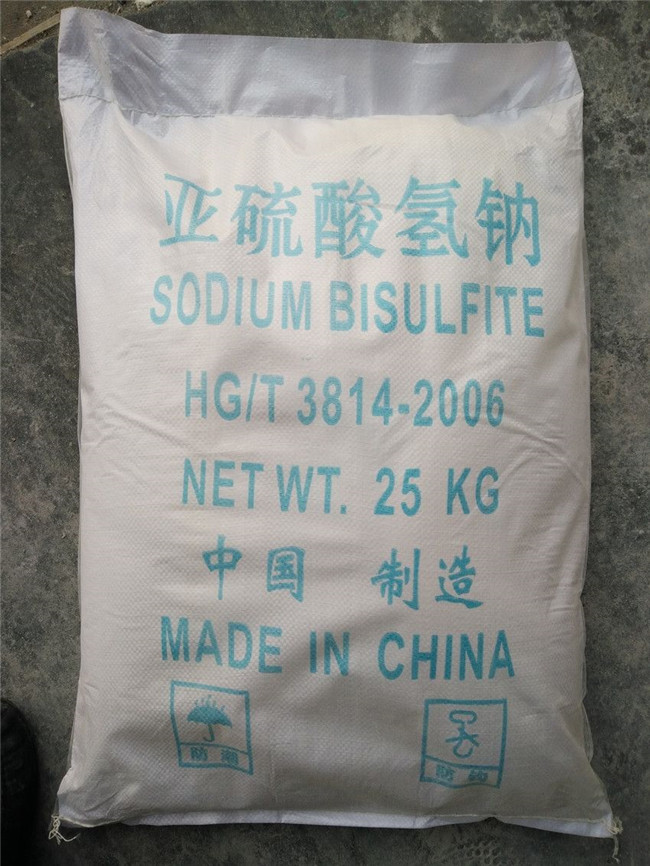 亚硫酸氢钠
SODIUM BISULFITE
HG/T 3814-2006
NET WT. 25 KG
中国 制造
MADE IN CHINA
防潮
防钩